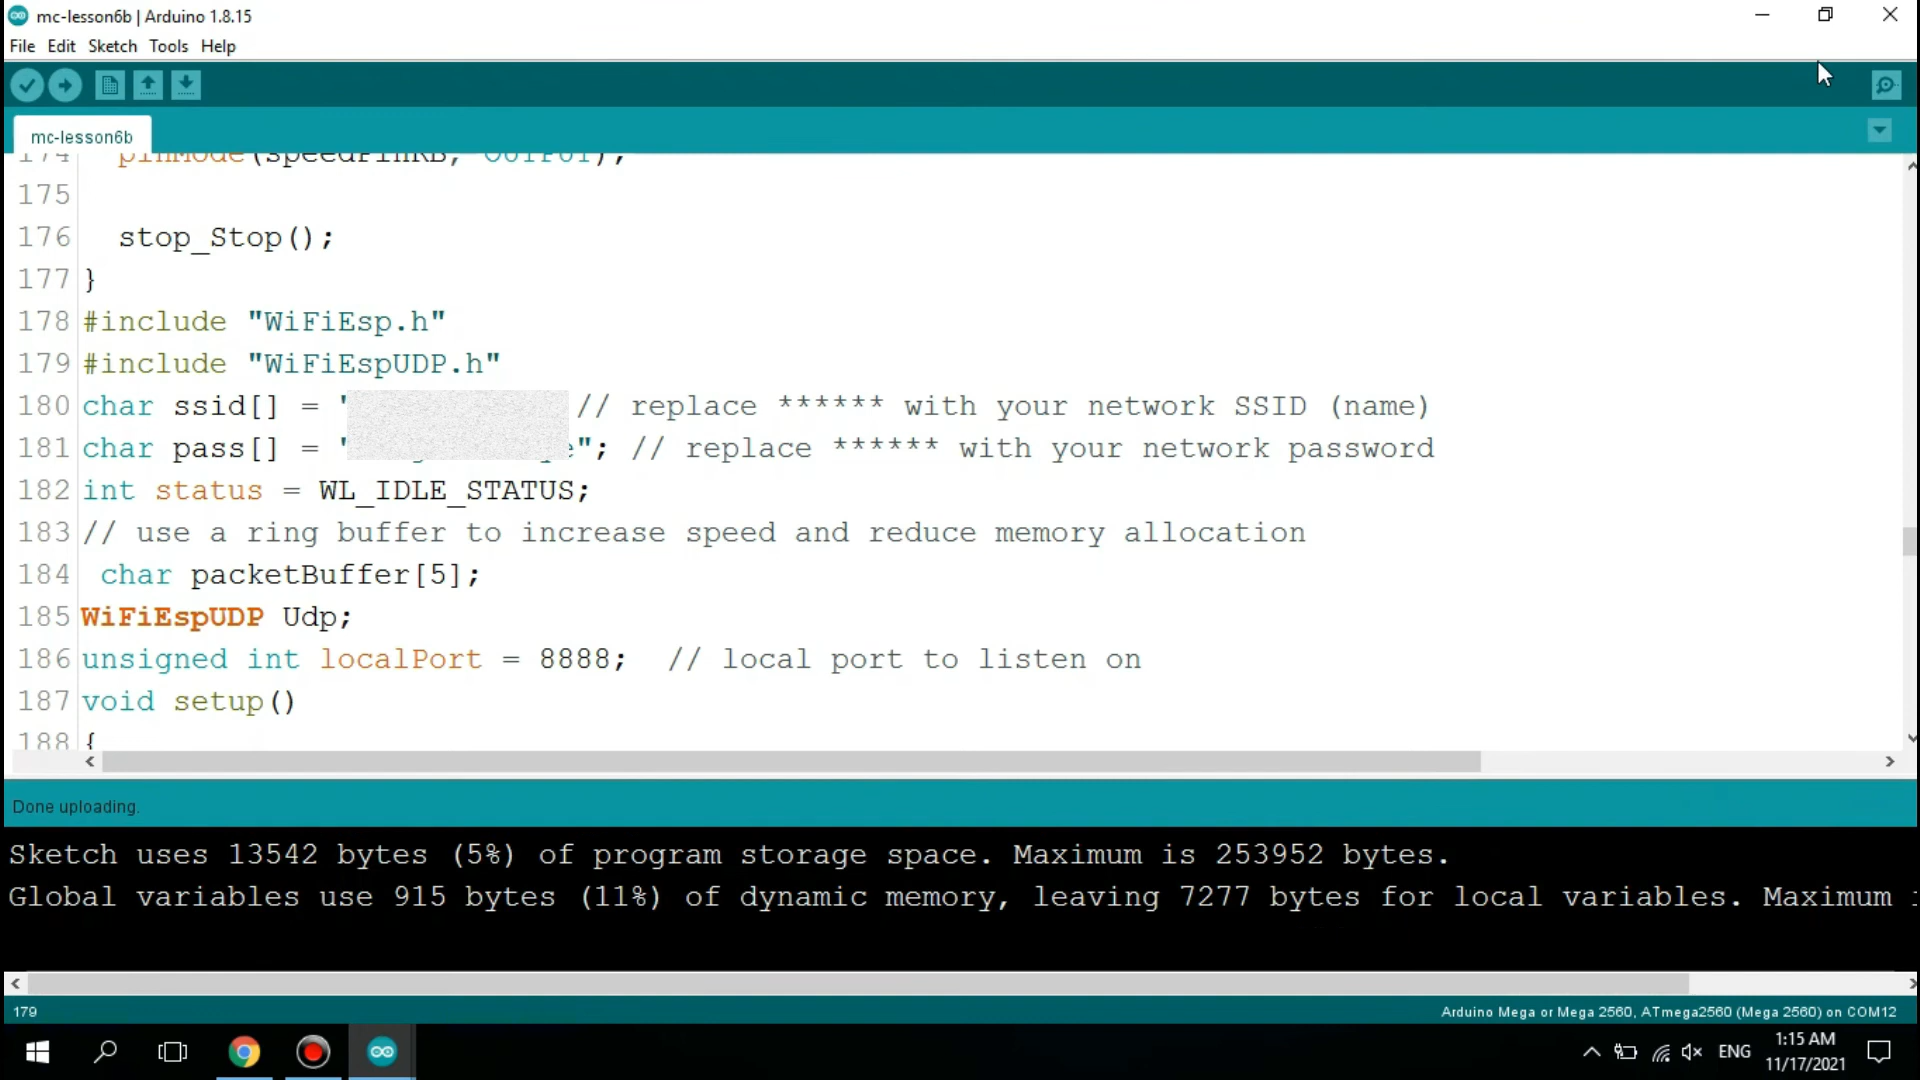 mc-lesson6b | Arduino 1.8.15
File Edit Sketch Tools Help
mc-lesson6b
174 pinMode(speedPinRB, OUTPUT);
175
176 stop_Stop();
177 }
178 #include "WiFiEsp.h"
179 #include "WiFiEspUDP.h"
180 char ssid[] = " // replace ****** with your network SSID (name)
181 char pass[] = " "; // replace ****** with your network password
182 int status = WL_IDLE_STATUS;
183 // use a ring buffer to increase speed and reduce memory allocation
184 char packetBuffer[5];
185 WiFiEspUDP Udp;
186 unsigned int localPort = 8888; // local port to listen on
187 void setup()
188 {
Done uploading.
Sketch uses 13542 bytes (5%) of program storage space. Maximum is 253952 bytes.
Global variables use 915 bytes (11%) of dynamic memory, leaving 7277 bytes for local variables. Maximum
179
Arduino Mega or Mega 2560, ATmega2560 (Mega 2560) on COM12
ENG
1:15 AM
11/17/2021